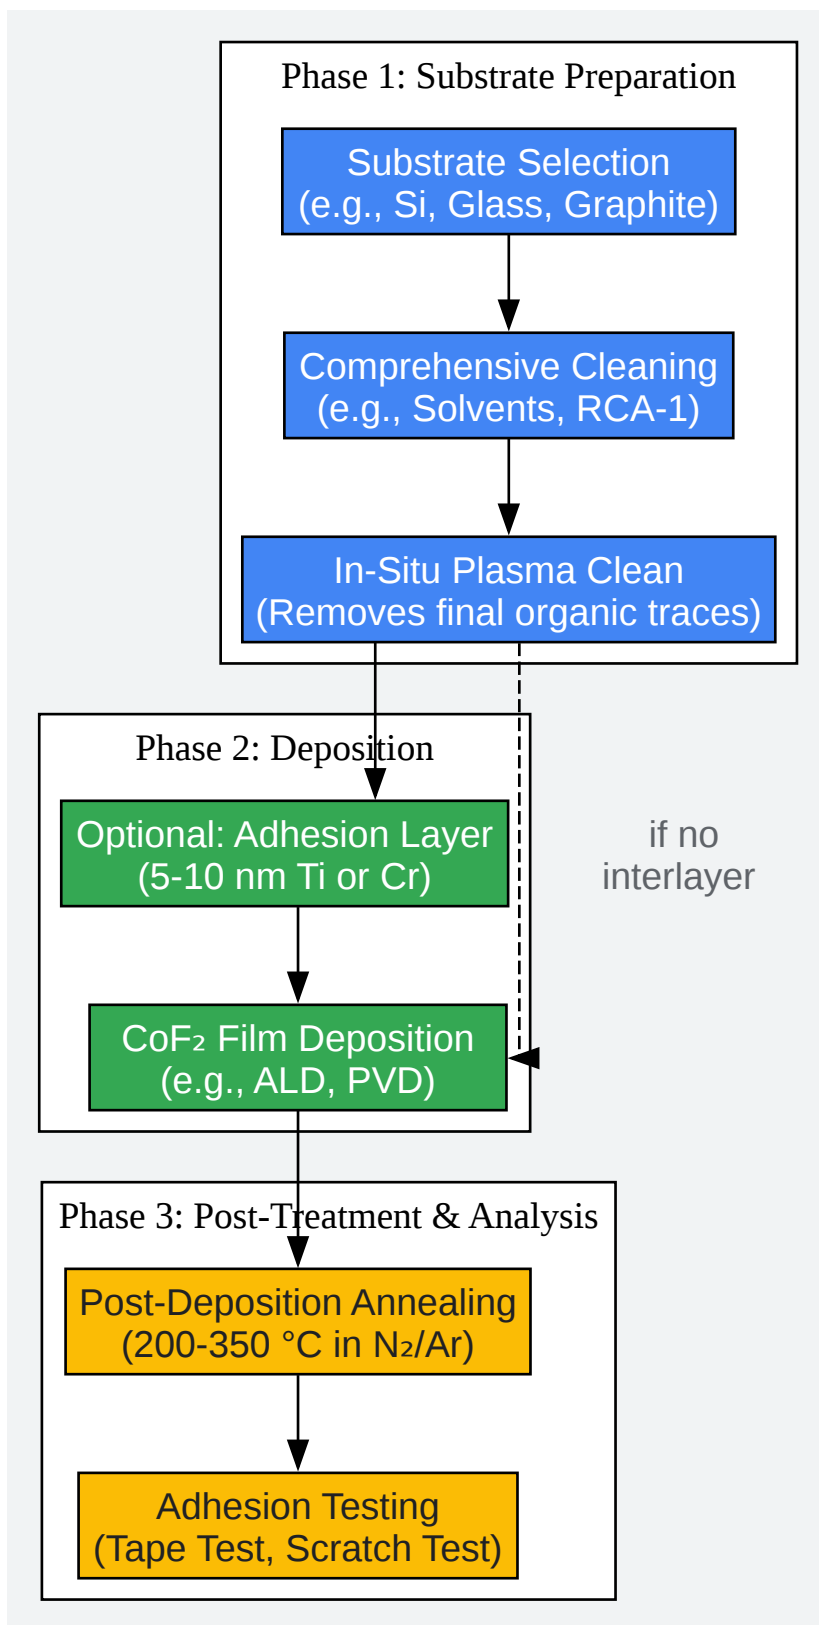 Phase 1: Substrate Preparation
Substrate Selection
(e.g., Si, Glass, Graphite)
Comprehensive Cleaning
(e.g., Solvents, RCA-1)
In-Situ Plasma Clean
(Removes final organic traces)
Phase 2: Deposition
Optional: Adhesion Layer
(5-10 nm Ti or Cr)
if no
interlayer
CoF₂ Film Deposition
(e.g., ALD, PVD)
Phase 3: Post-Treatment & Analysis
Post-Deposition Annealing
(200-350 °C in N₂/Ar)
Adhesion Testing
(Tape Test, Scratch Test)